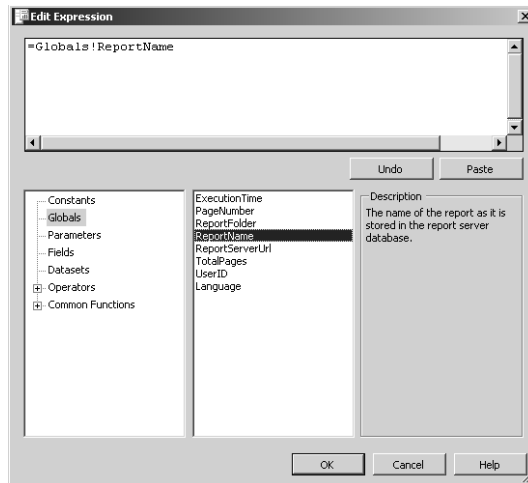 Edit Expression
=Globals!ReportName
Undo
Paste
Constants
Globals
Parameters
Fields
Datasets
Operators
Common Functions
ExecutionTime
PageNumber
ReportFolder
ReportName
ReportServerUrl
TotalPages
UserID
Language
Description
The name of the report as it is
stored in the report server
database.
OK
Cancel
Help